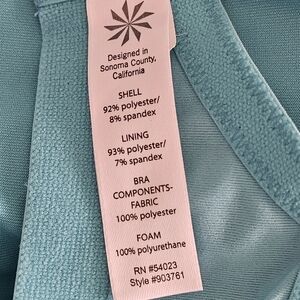 Designed in
Sonoma County,
California
SHELL
92% polyester/
8% spandex
LINING
93% polyester/
7% spandex
BRA
COMPONENTS-
FABRIC
100% polyester
FOAM
100% polyurethane
RN #54023
Style #903761